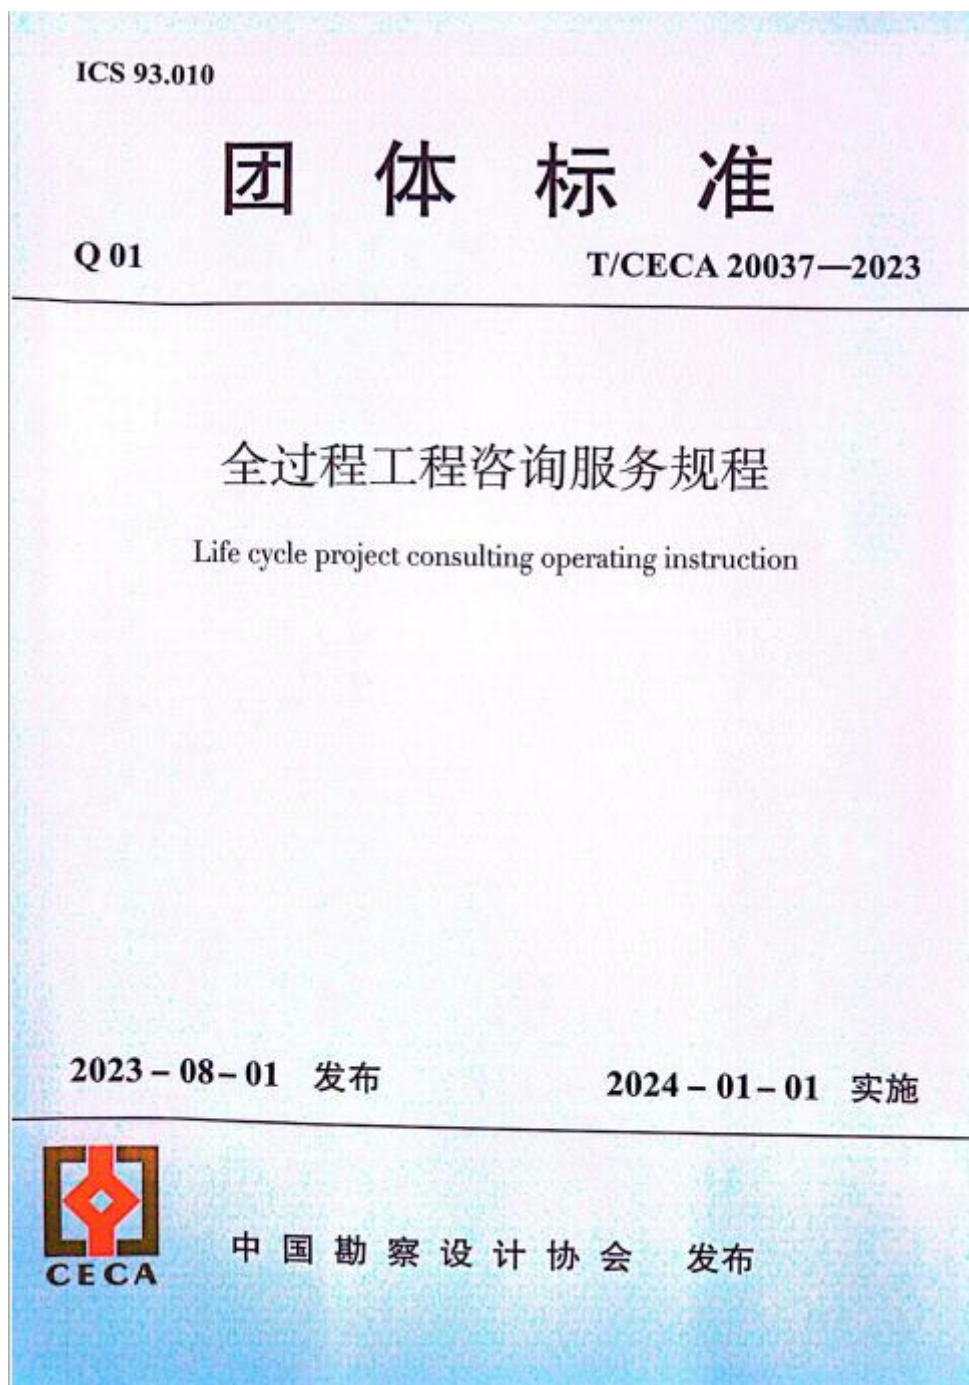 ICS 93.010
团体标准
Q 01
T/CECA 20037—2023
全过程工程咨询服务规程
Life cycle project consulting operating instruction
2023-08-01 发布
2024-01-01 实施
CECA
中国勘察设计协会 发布